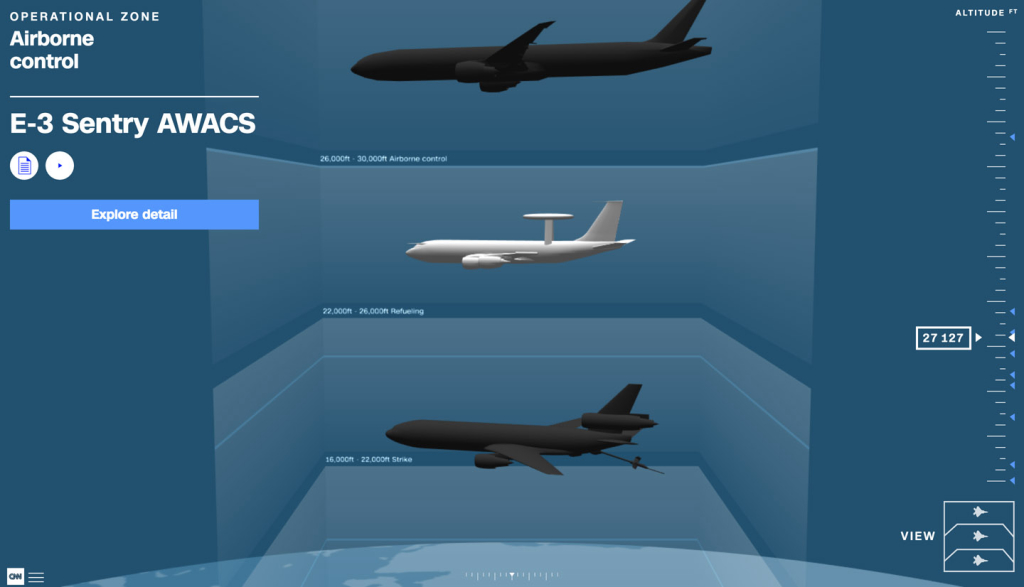 OPERATIONAL ZONE
Airborne
control
E-3 Sentry AWACS
Explore detail
ALTITUDE FT
26,000ft - 30,000ft Airborne control
22,000ft - 26,000ft Refueling
27 127
16,000ft - 22,000ft Strike
VIEW
CNN